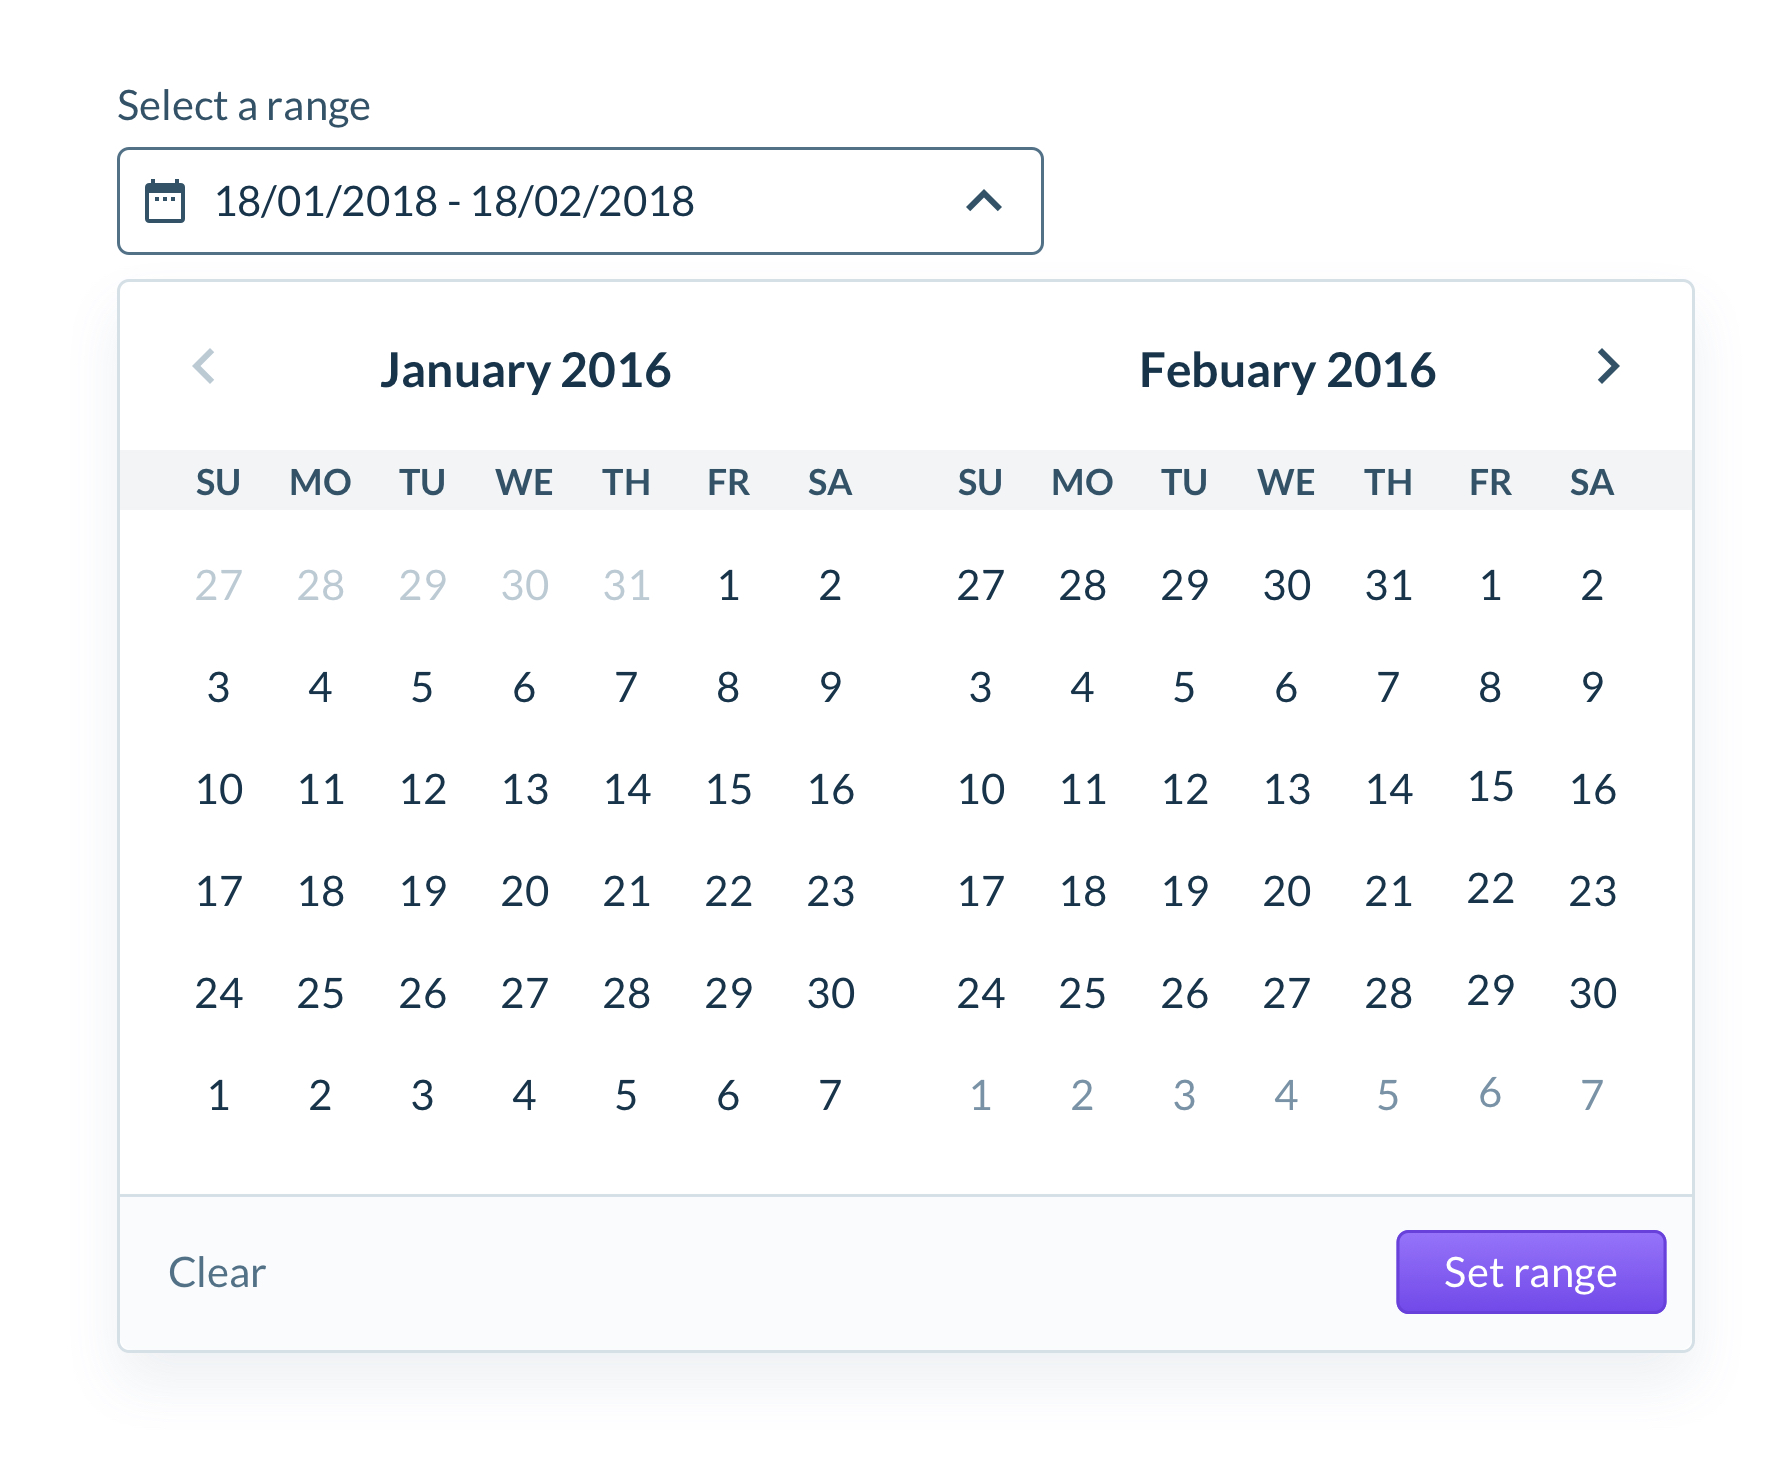 Select a range
18/01/2018 - 18/02/2018
January 2016 Febuary 2016
SU MO TU WE TH FR SA SU MO TU WE TH FR SA
27 28 29 30 31 1 2 27 28 29 30 31 1 2
3 4 5 6 7 8 9 3 4 5 6 7 8 9
10 11 12 13 14 15 16 10 11 12 13 14 15 16
17 18 19 20 21 22 23 17 18 19 20 21 22 23
24 25 26 27 28 29 30 24 25 26 27 28 29 30
1 2 3 4 5 6 7 1 2 3 4 5 6 7
Clear Set range